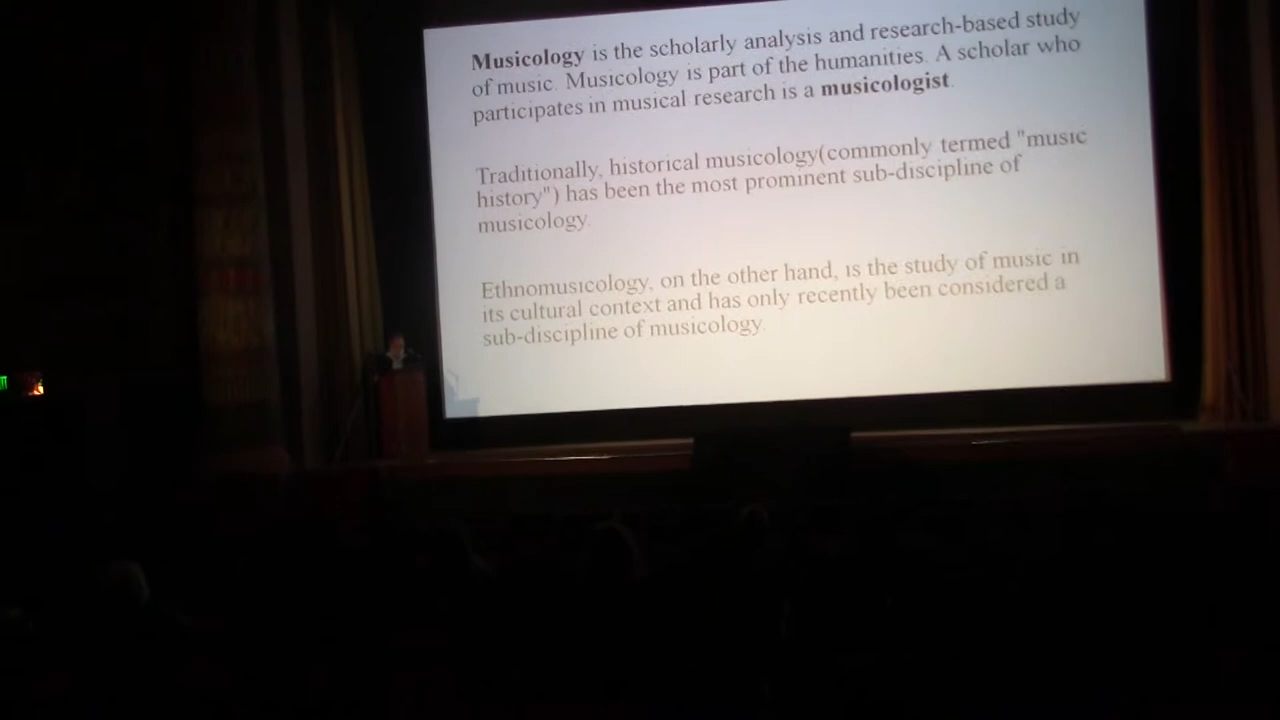 Musicology is the scholarly analysis and research-based study
of music. Musicology is part of the humanities. A scholar who
participates in musical research is a musicologist.
Traditionally, historical musicology(commonly termed "music
history") has been the most prominent sub-discipline of
musicology.
Ethnomusicology, on the other hand, is the study of music in
its cultural context and has only recently been considered a
sub-discipline of musicology.